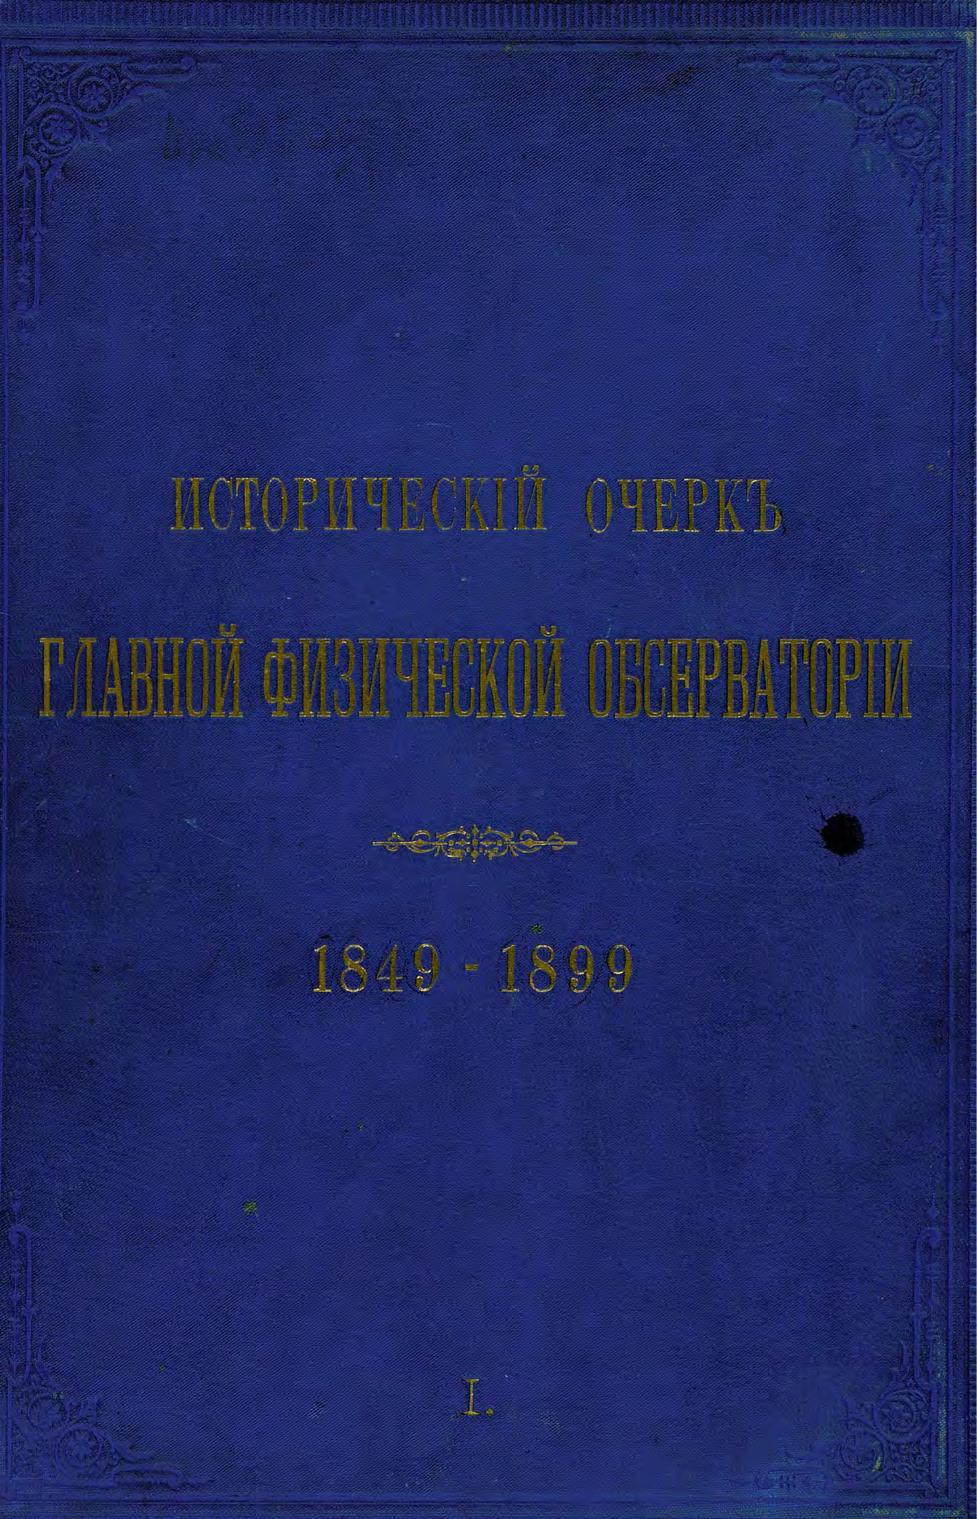 ИСТОРИЧЕСКІЙ ОЧЕРКЪ
ГЛАВНОЙ ФИЗИЧЕСКОЙ ОБСЕРВАТОРІИ
1849 - 1899
I.